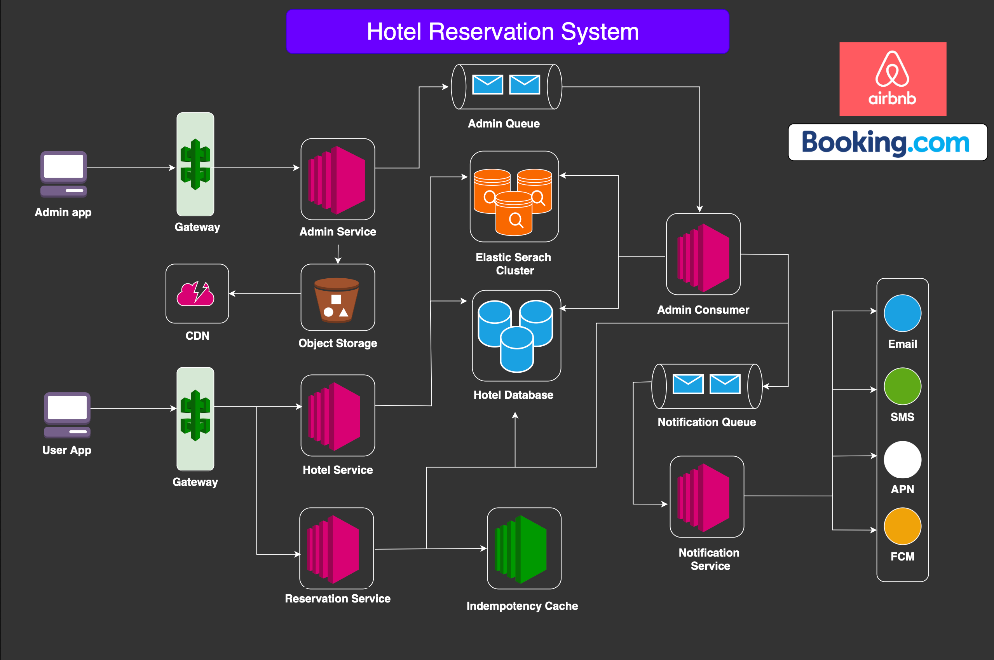 Hotel Reservation System
airbnb
Booking.com
Admin Queue
Admin app
Gateway
Admin Service
Elastic Serach
Cluster
Admin Consumer
CDN
Object Storage
Email
Hotel Database
SMS
Notification Queue
User App
Gateway
Hotel Service
APN
Notification
Service
FCM
Reservation Service
Indempotency Cache